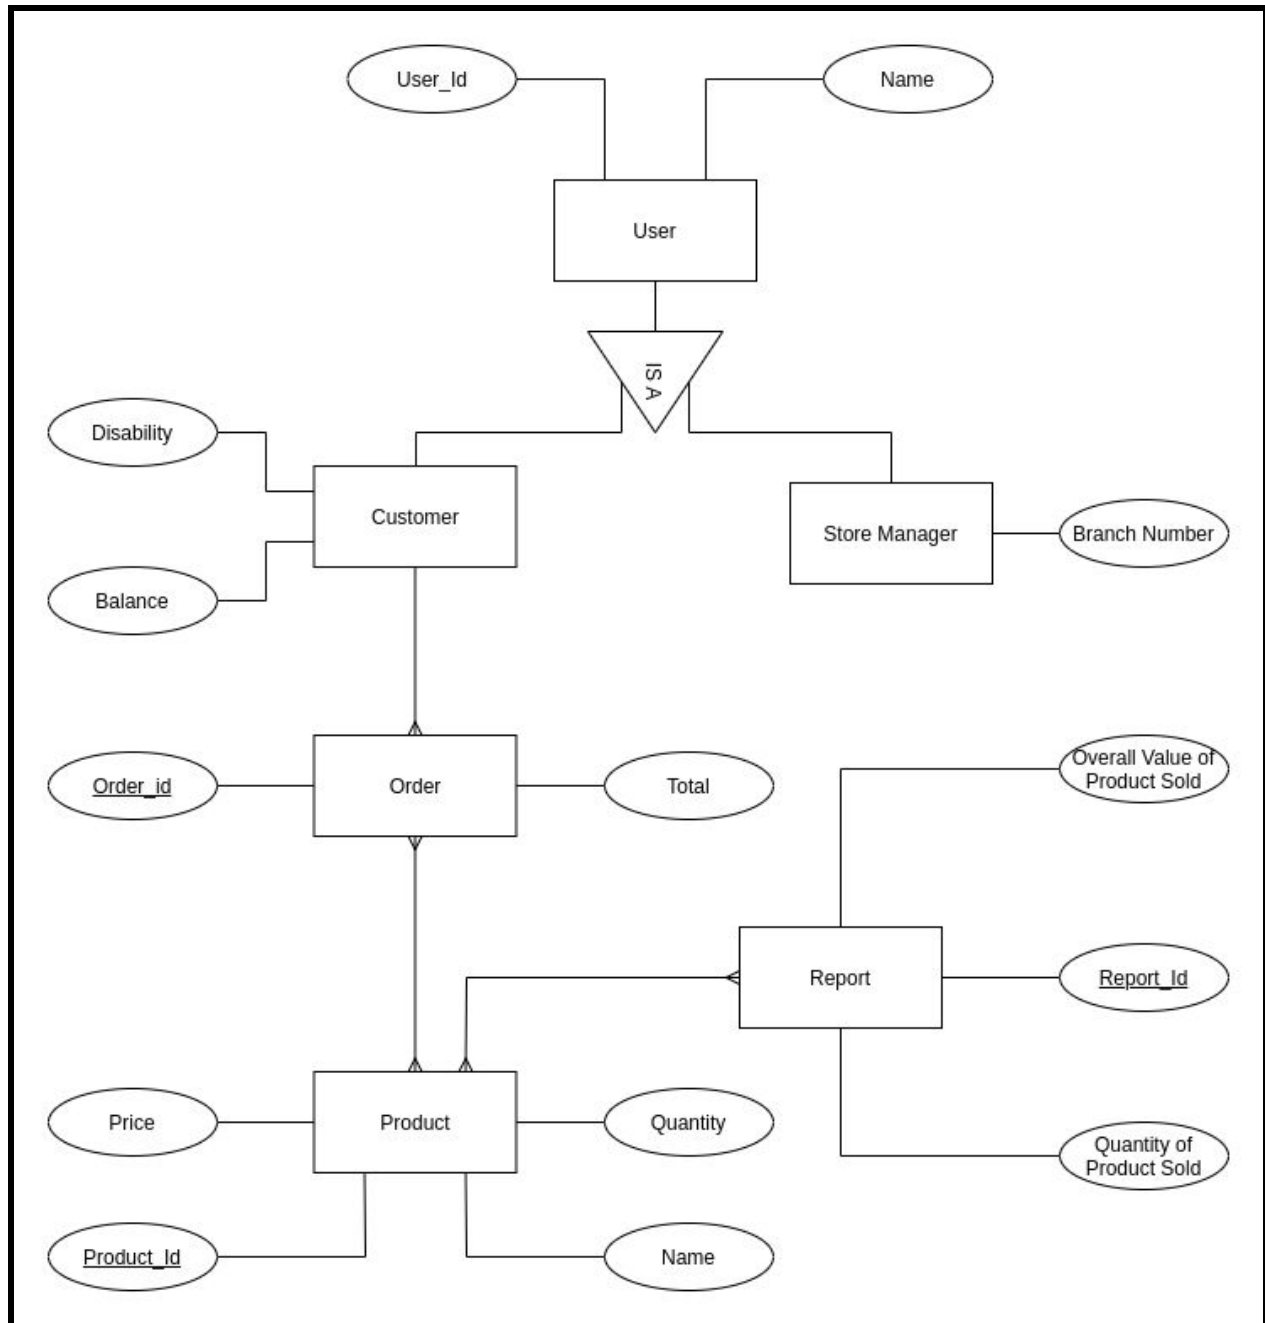 User_Id
Name
User
IS A
Disability
Customer
Store Manager
Branch Number
Balance
Order_id
Order
Total
Overall Value of
Product Sold
Report
Report_Id
Price
Product
Quantity
Quantity of
Product Sold
Product_Id
Name